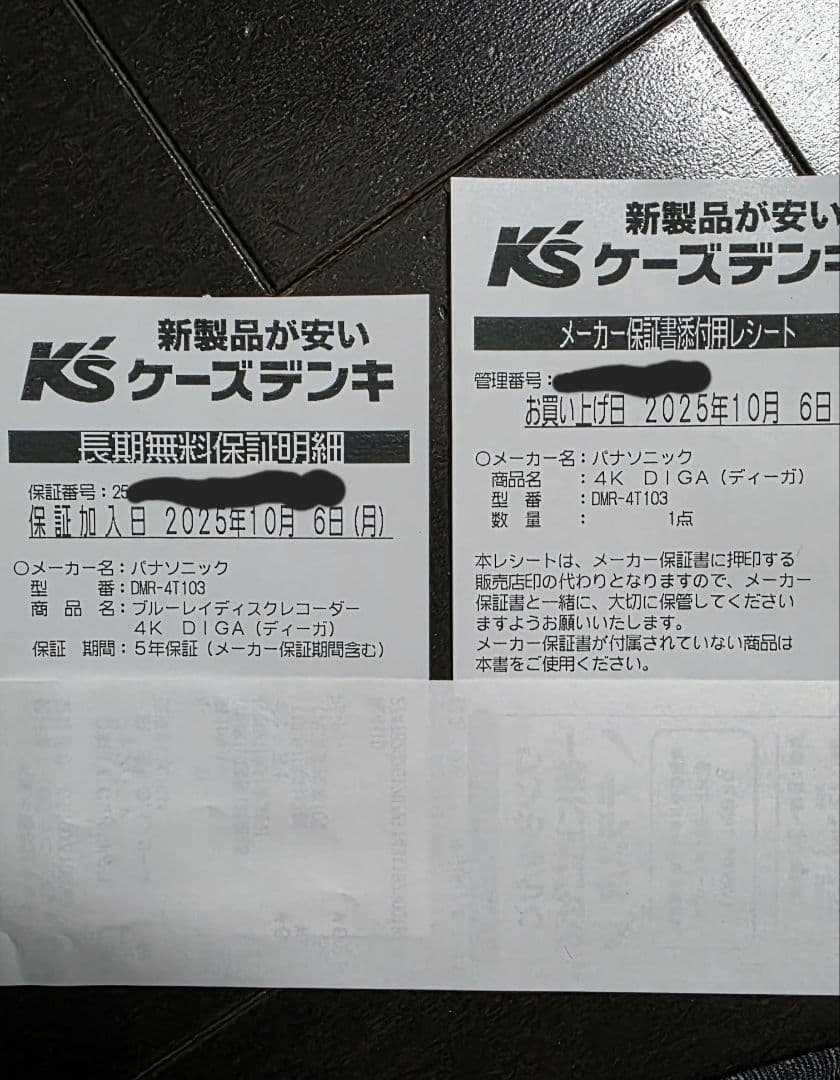 新製品が安い
K'S ケーズデンキ
長期無料保証明細
保証番号:25
保証加入日 2025年10月 6日(月)
○メーカー名:パナソニック
型 番:DMR-4T103
商 品 名:ブルーレイディスクレコーダー
4K DIGA(ディーガ)
保証 期間:5年保証(メーカー保証期間含む)
新製品が安い
K'S ケーズデンキ
メーカー保証書添付用レシート
管理番号:
お買い上げ日 2025年10月 6日
○メーカー名:パナソニック
商品名 :4K DIGA(ディーガ)
型 番 :DMR-4T103
数 量 : 1点
本レシートは、メーカー保証書に押印する
販売店印の代わりとなりますので、メーカー
保証書と一緒に、大切に保管してください
ますようお願いいたします。
メーカー保証書が付属されていない商品は
本書をご使用ください。